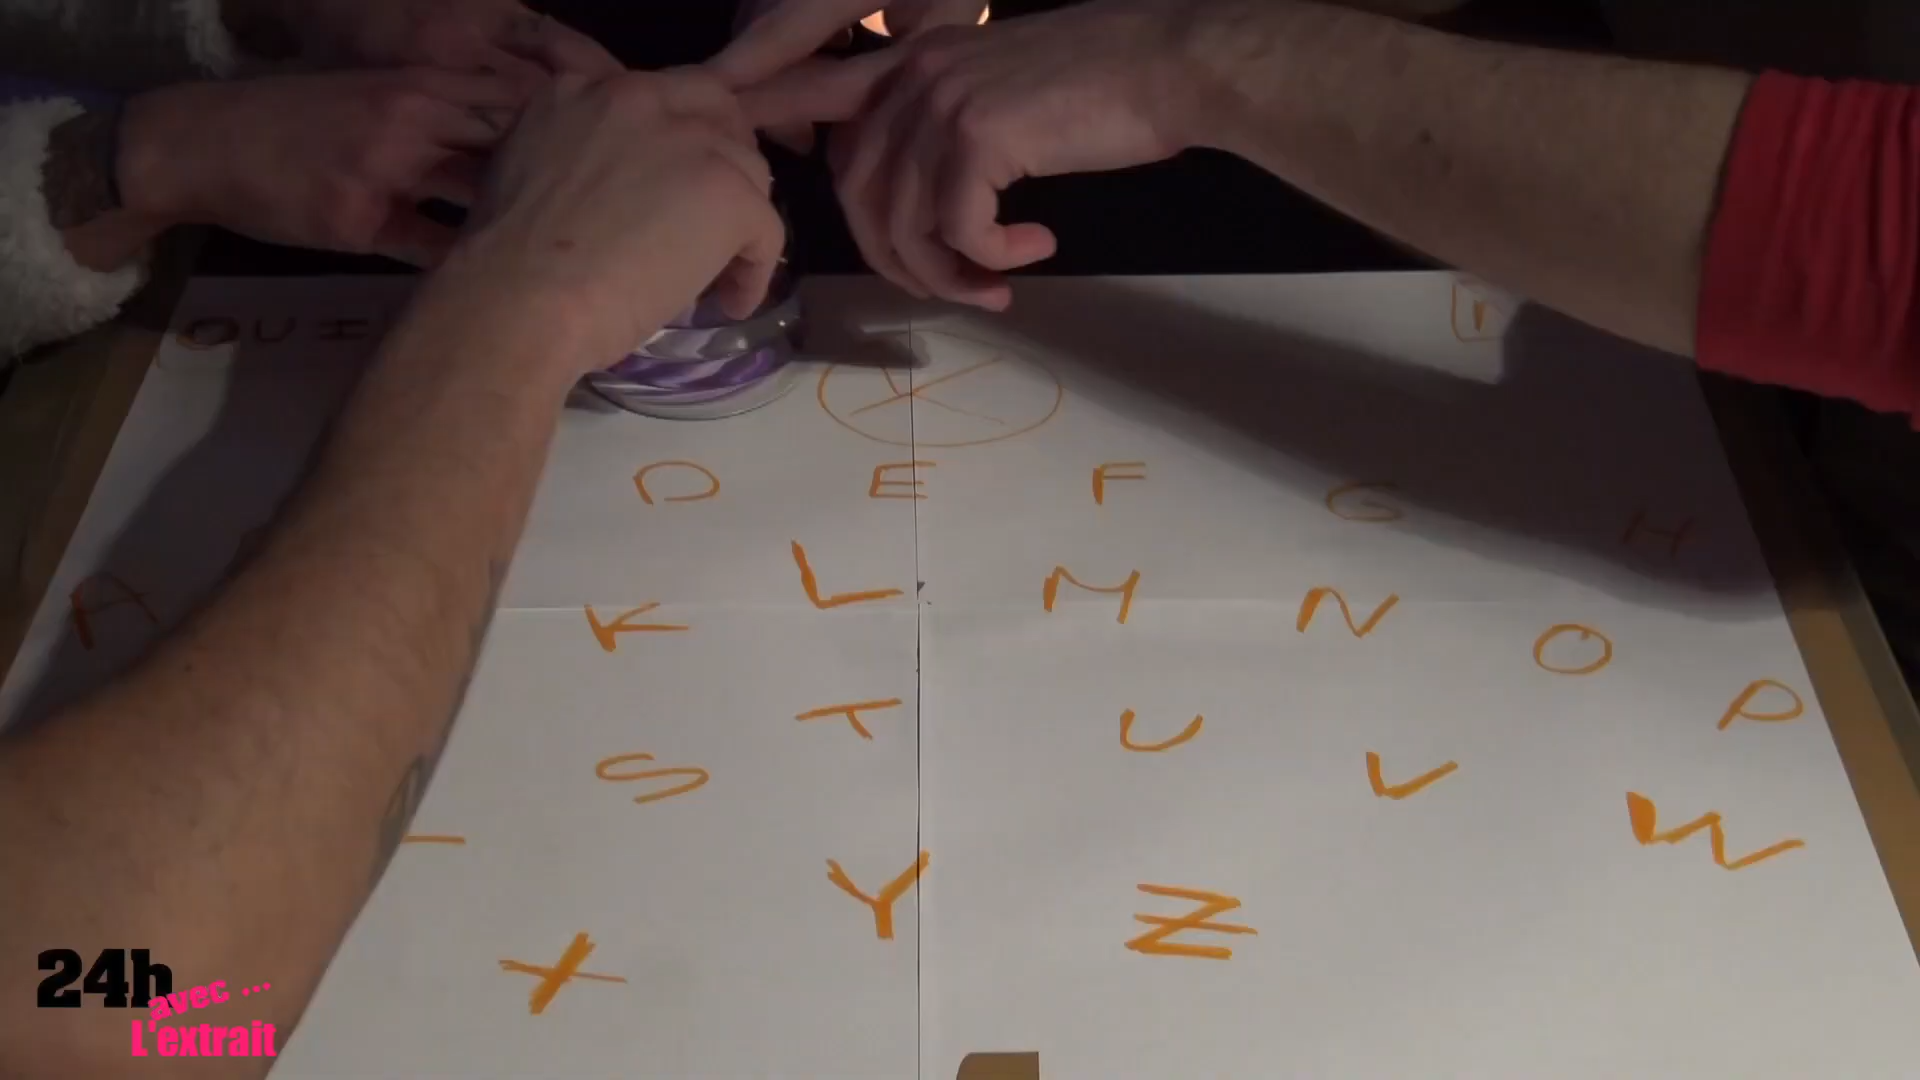 OUI
D E F G H
A K L M N O P
S T U V W
X Y Z
24h
avec ...
L'extrait